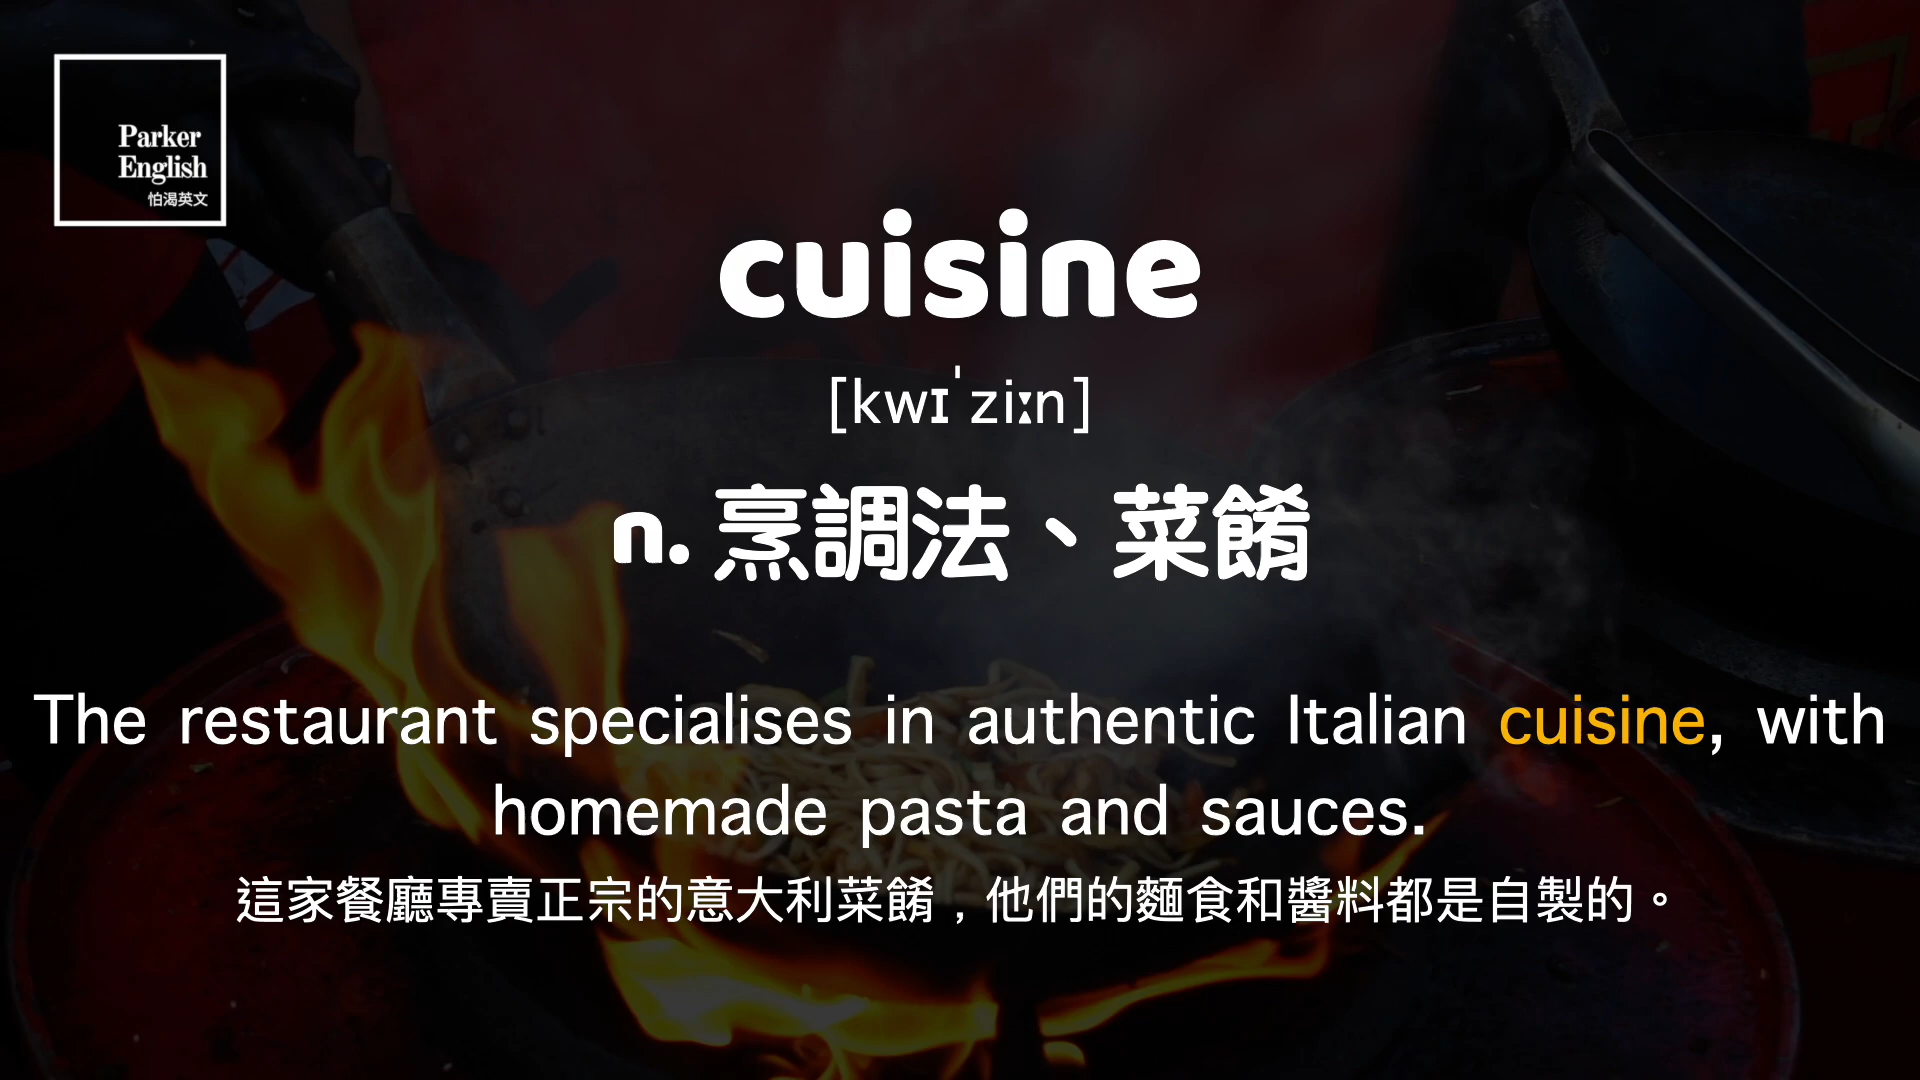 Parker
English
怕渴英文
cuisine
[kwɪˈziːn]
n. 烹調法、菜餚
The restaurant specialises in authentic Italian cuisine, with
homemade pasta and sauces.
這家餐廳專賣正宗的意大利菜餚，他們的麵食和醬料都是自製的。